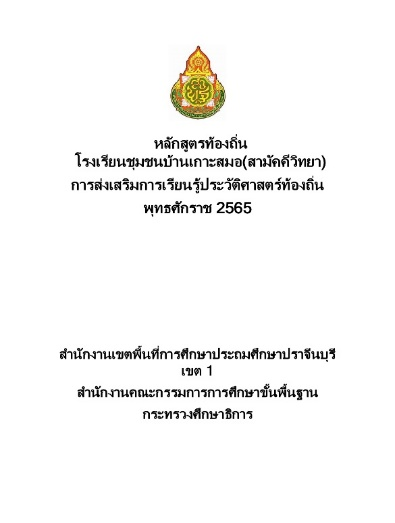 หลักสูตรท้องถิ่น
โรงเรียนชุมชนบ้านเกาะสมอ(สามัคคีวิทยา)
การส่งเสริมการเรียนรู้ประวัติศาสตร์ท้องถิ่น
พุทธศักราช 2565
สำนักงานเขตพื้นที่การศึกษาประถมศึกษาปราจีนบุรี
เขต 1
สำนักงานคณะกรรมการการศึกษาขั้นพื้นฐาน
กระทรวงศึกษาธิการ